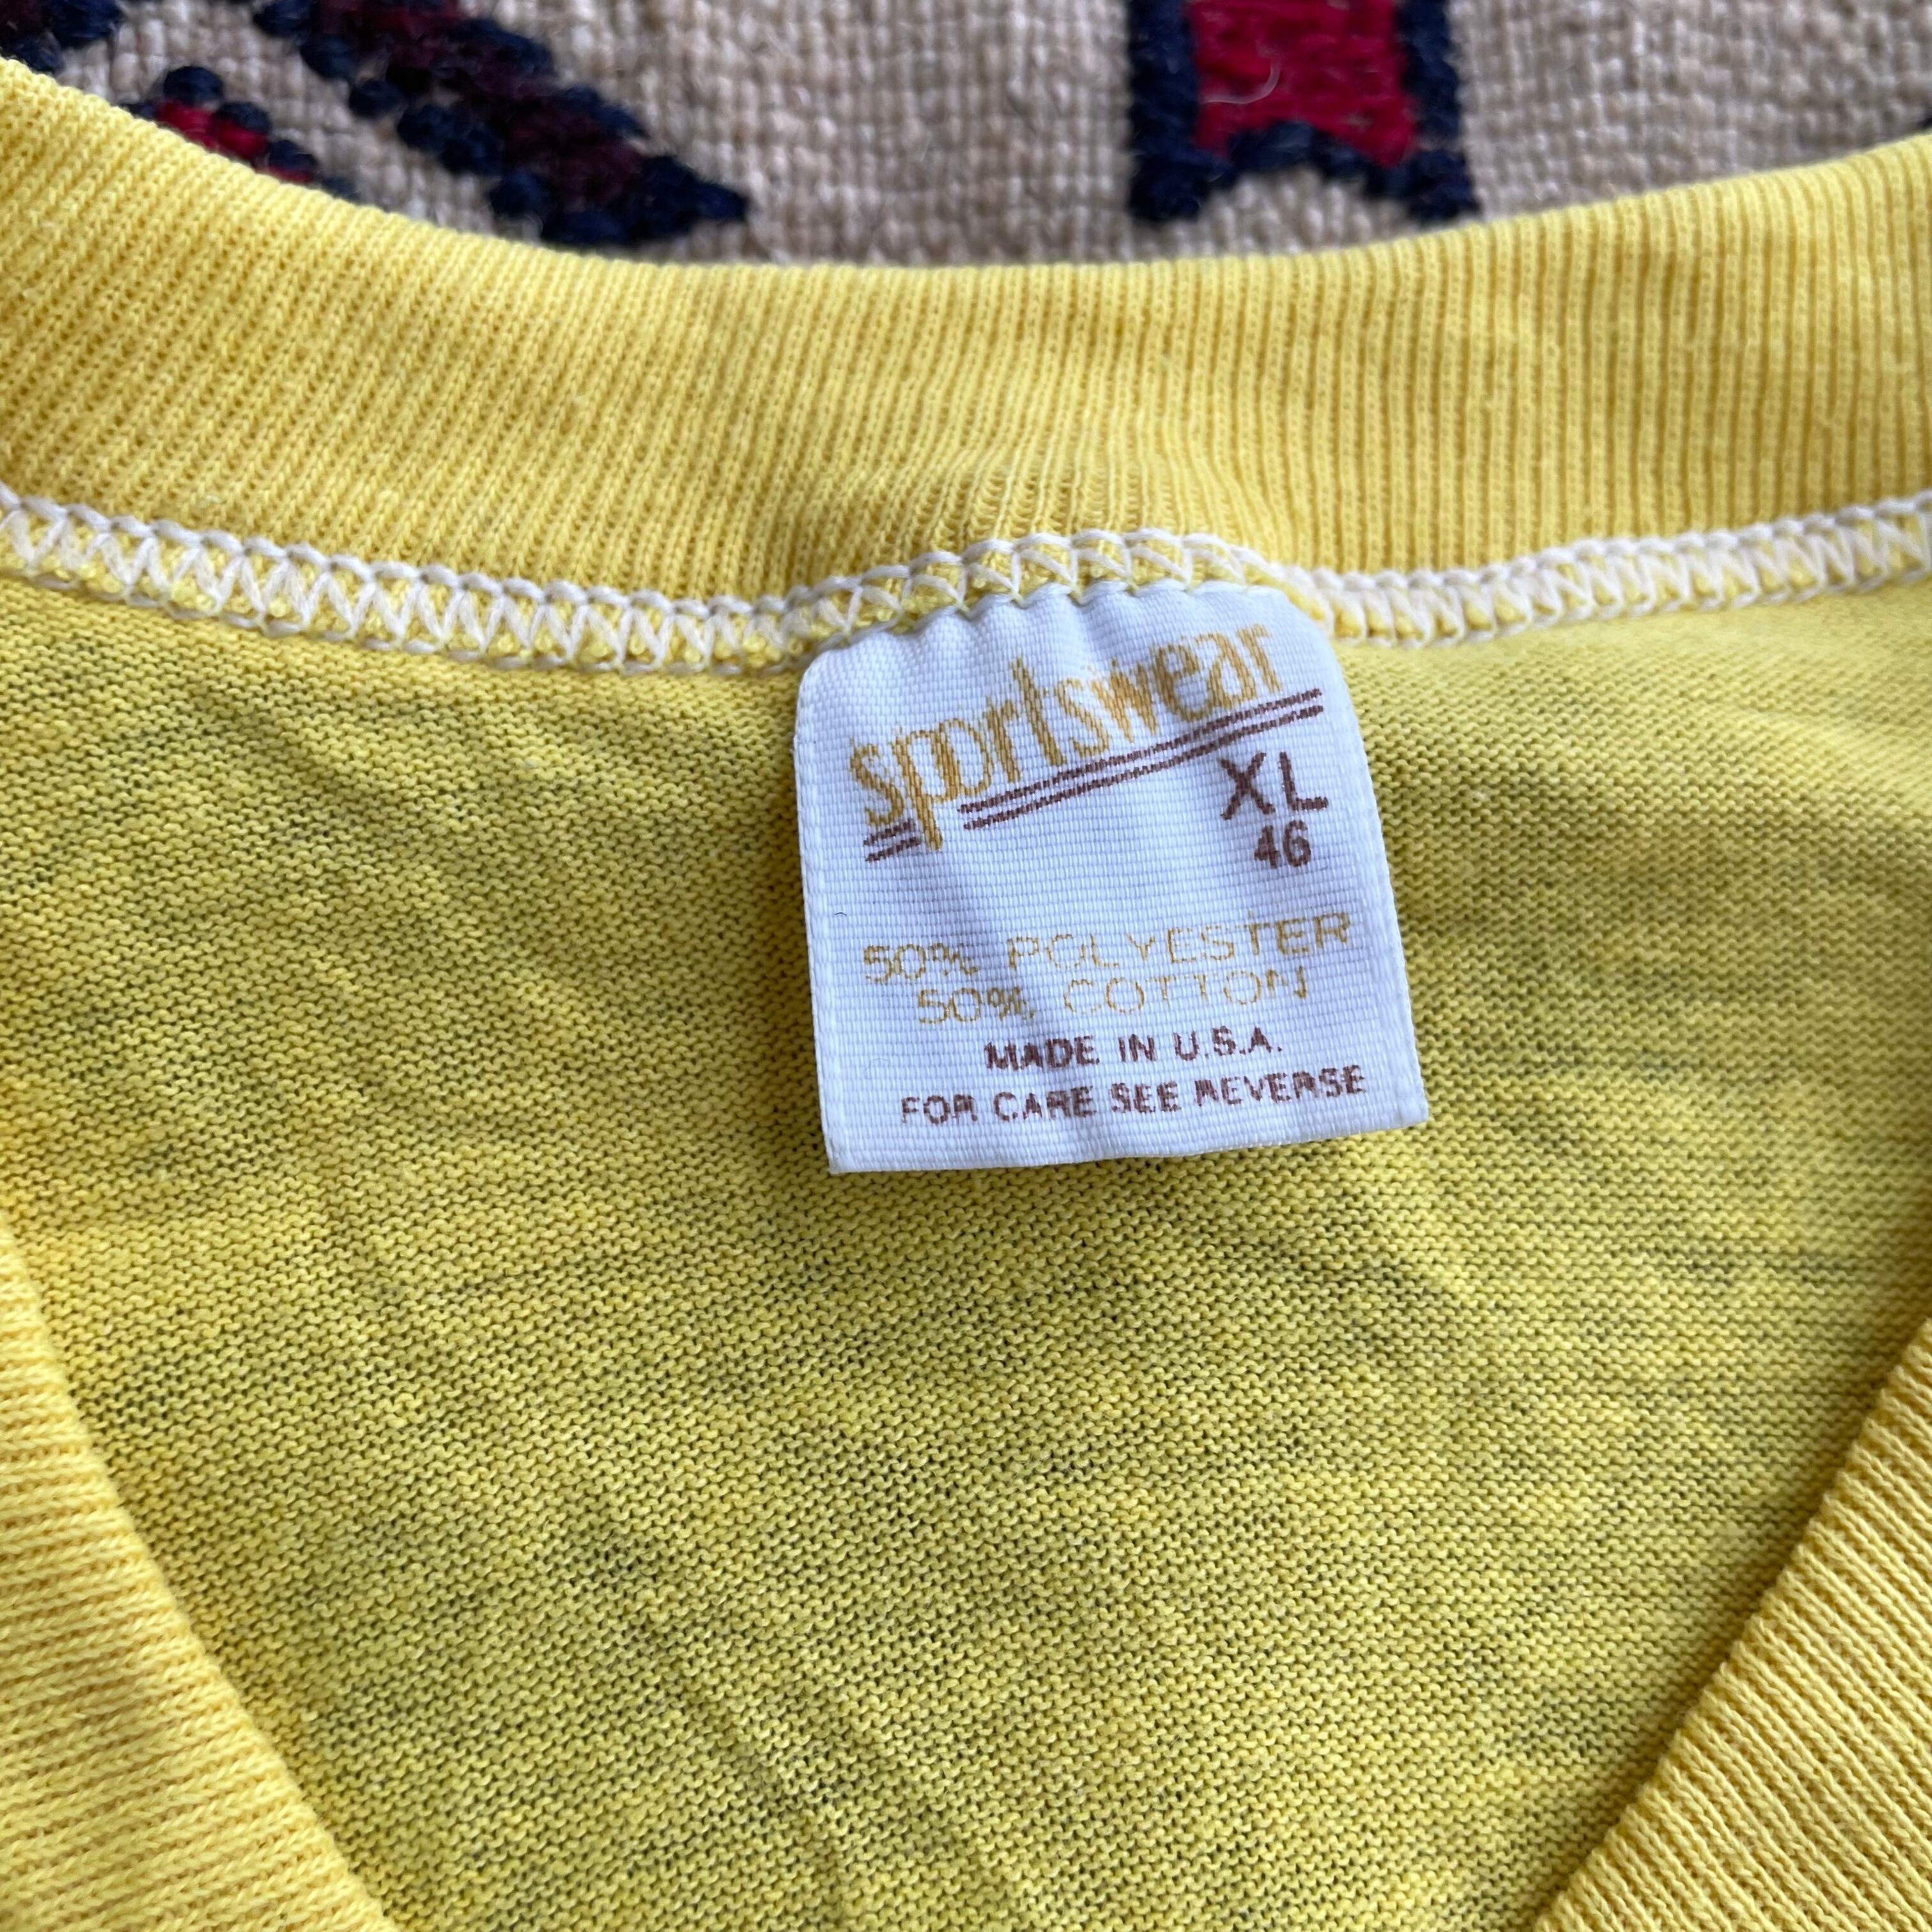 sportswear
XL
46
50% POLYESTER
50% COTTON
MADE IN U.S.A.
FOR CARE SEE REVERSE